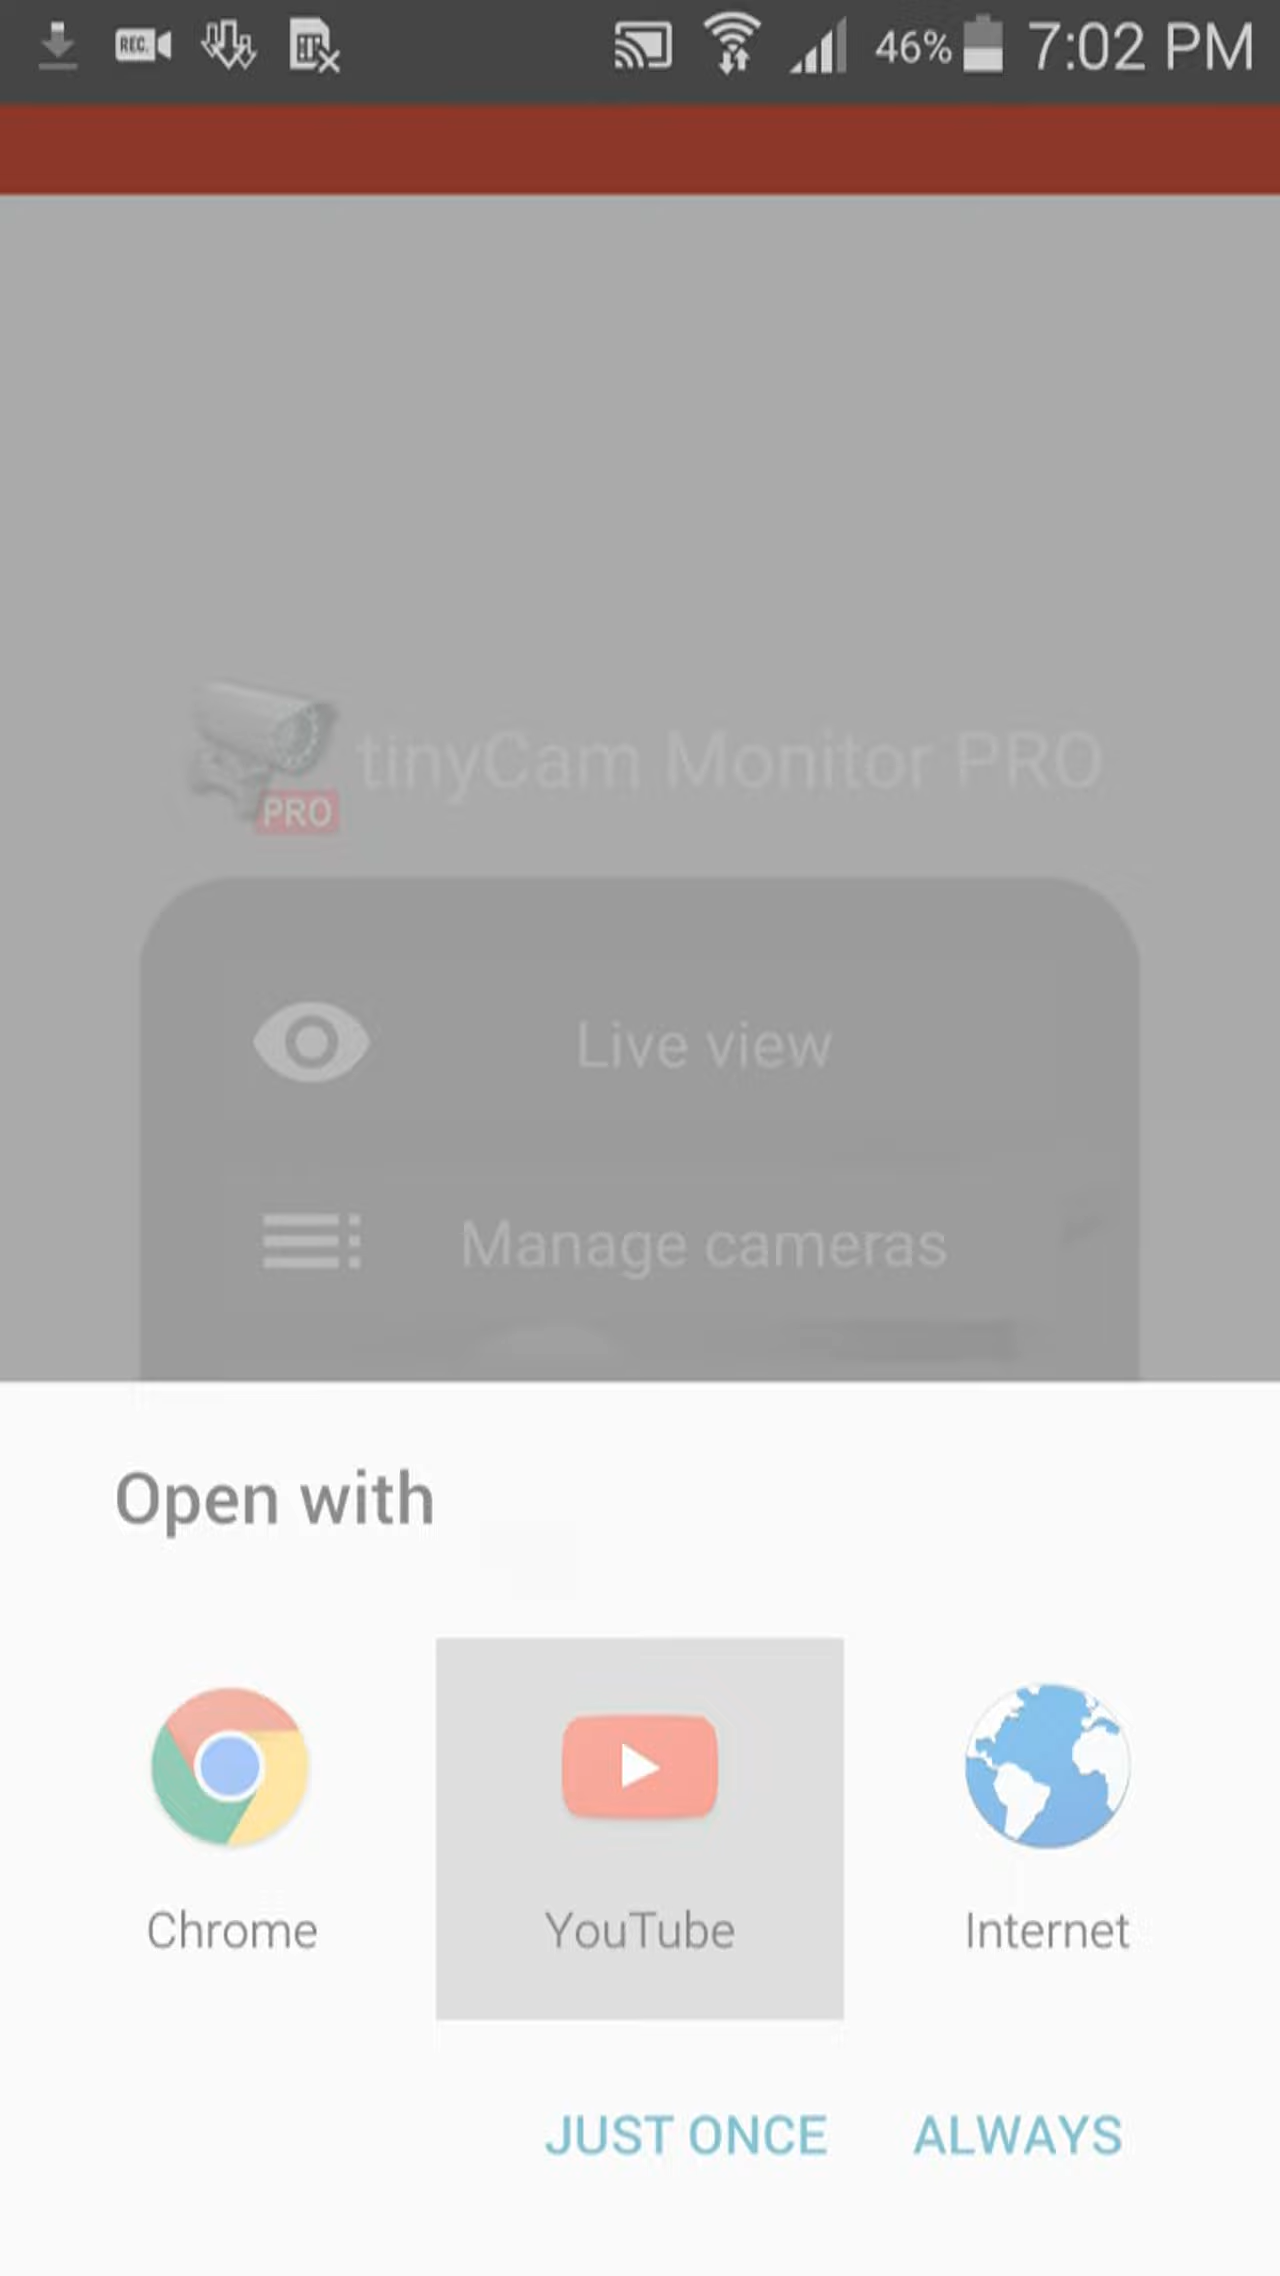 REC. 46% 7:02 PM
tinyCam Monitor PRO
PRO
Live view
Manage cameras
Open with
Chrome YouTube Internet
JUST ONCE ALWAYS